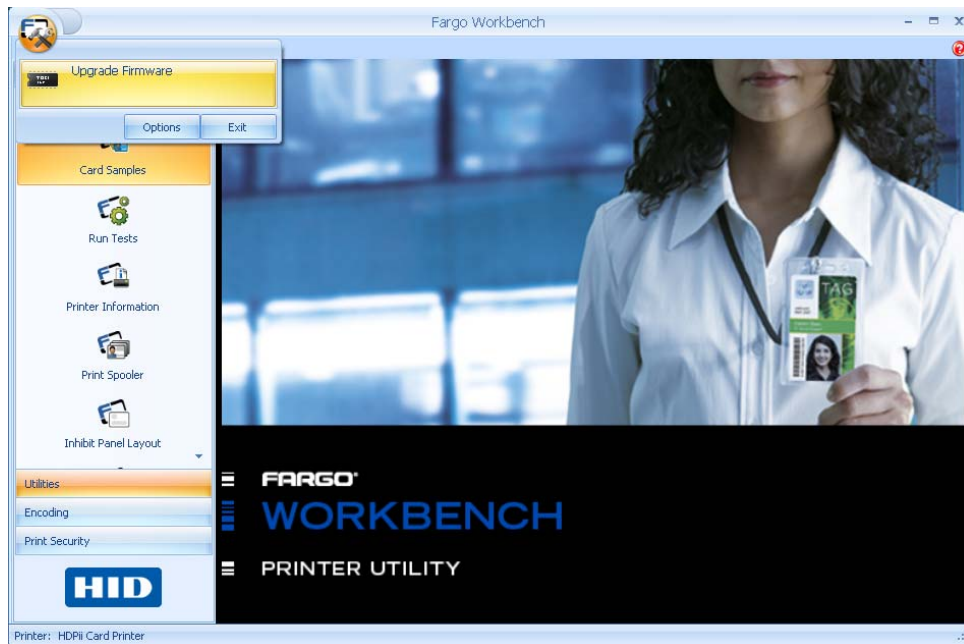 Fargo Workbench
Upgrade Firmware
Options
Exit
Card Samples
Run Tests
Printer Information
Print Spooler
Inhibit Panel Layout
Utilities
Encoding
Print Security
HID
TAG
FARGO®
WORKBENCH
PRINTER UTILITY
Printer: HDPii Card Printer